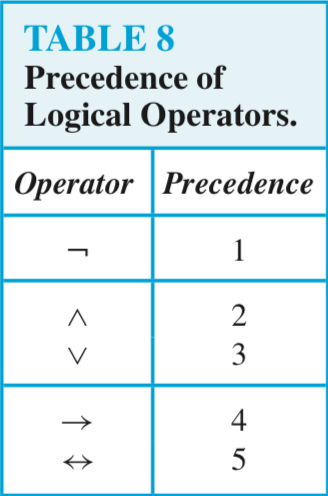 TABLE 8
Precedence of
Logical Operators.
Operator Precedence
¬ 1
∧ 2
∨ 3
→ 4
↔ 5